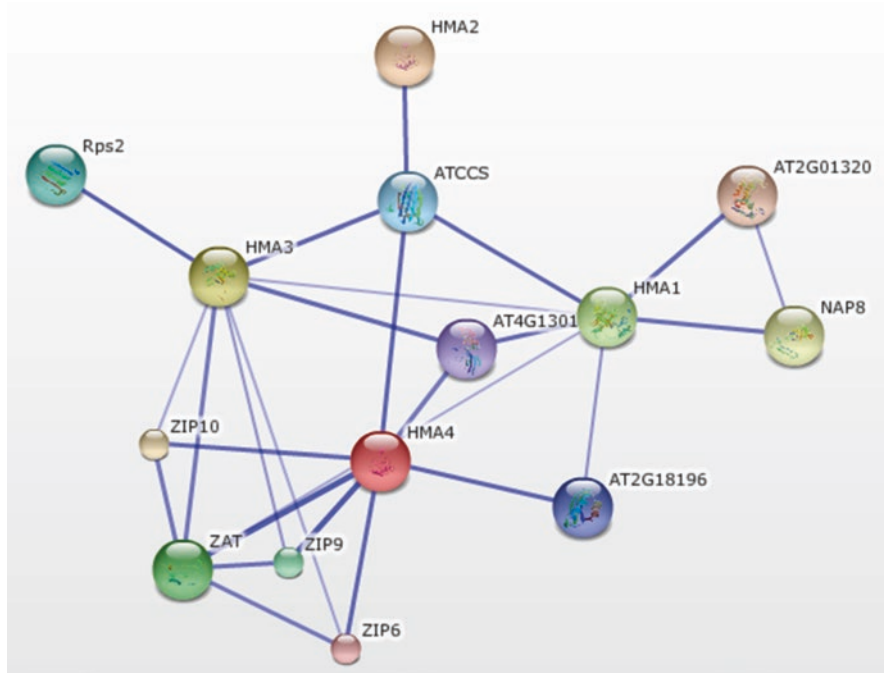 HMA2
Rps2
ATCCS
AT2G01320
HMA3
HMA1
NAP8
AT4G1301
ZIP10
HMA4
AT2G18196
ZAT
ZIP9
ZIP6